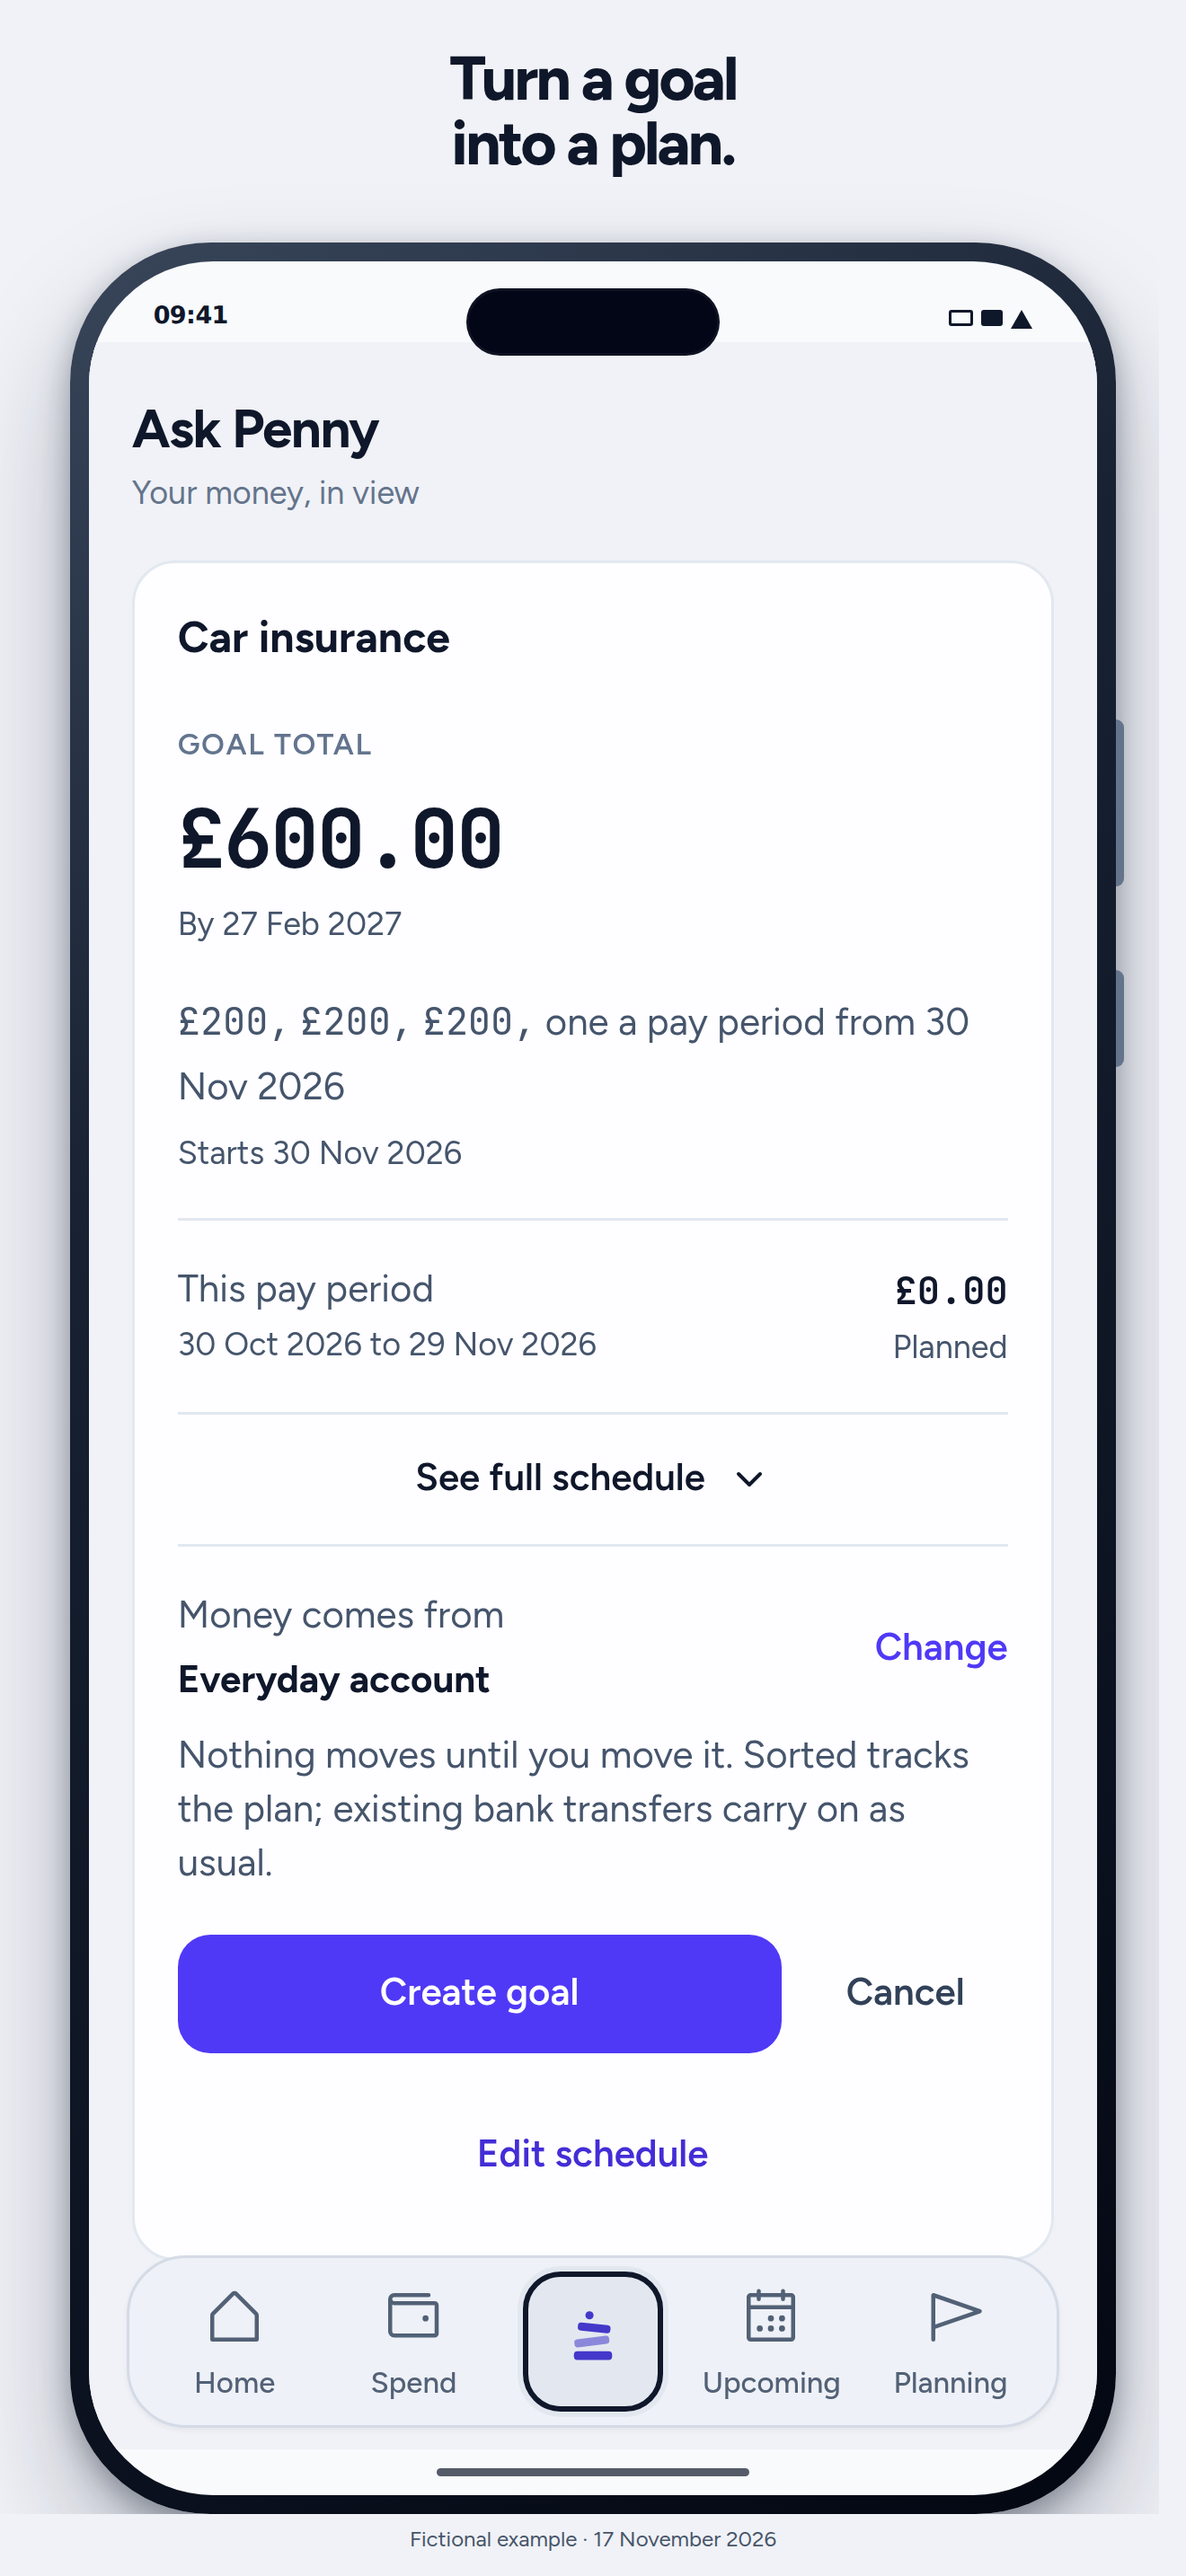 Turn a goal
into a plan.
09:41
Ask Penny
Your money, in view
Car insurance
GOAL TOTAL
£600.00
By 27 Feb 2027
£200, £200, £200, one a pay period from 30
Nov 2026
Starts 30 Nov 2026
This pay period
£0.00
30 Oct 2026 to 29 Nov 2026
Planned
See full schedule
Money comes from
Change
Everyday account
Nothing moves until you move it. Sorted tracks
the plan; existing bank transfers carry on as
usual.
Create goal
Cancel
Edit schedule
Home
Spend
Upcoming
Planning
Fictional example · 17 November 2026